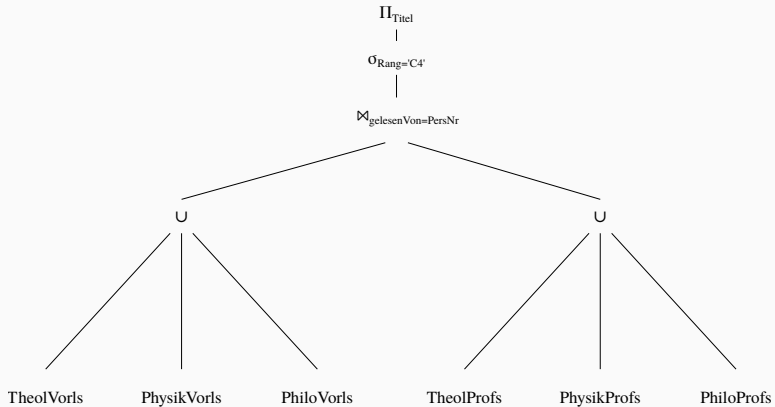 Π_Titel
σ_Rang='C4'
⋈_gelesenVon=PersNr
∪ ∪
TheolVorls PhysikVorls PhiloVorls TheolProfs PhysikProfs PhiloProfs